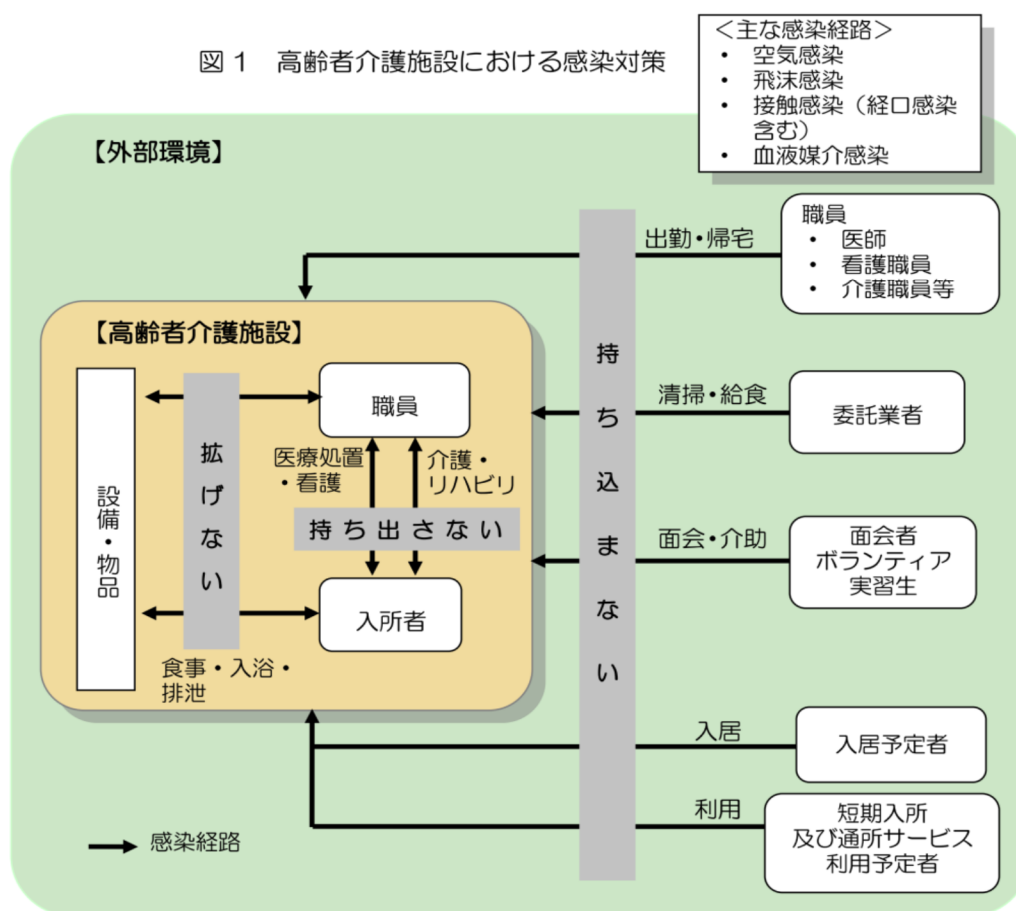 図1 高齢者介護施設における感染対策
＜主な感染経路＞
・ 空気感染
・ 飛沫感染
・ 接触感染（経口感染
含む）
・ 血液媒介感染
【外部環境】
職員
・ 医師
・ 看護職員
・ 介護職員等
出勤・帰宅
【高齢者介護施設】
持ち込まない
職員
清掃・給食
委託業者
拡げない
医療処置
・看護
介護・
リハビリ
設備・物品
持ち出さない
面会・介助
面会者
ボランティア
実習生
入所者
食事・入浴・
排泄
入居
入居予定者
利用
短期入所
及び通所サービス
利用予定者
感染経路